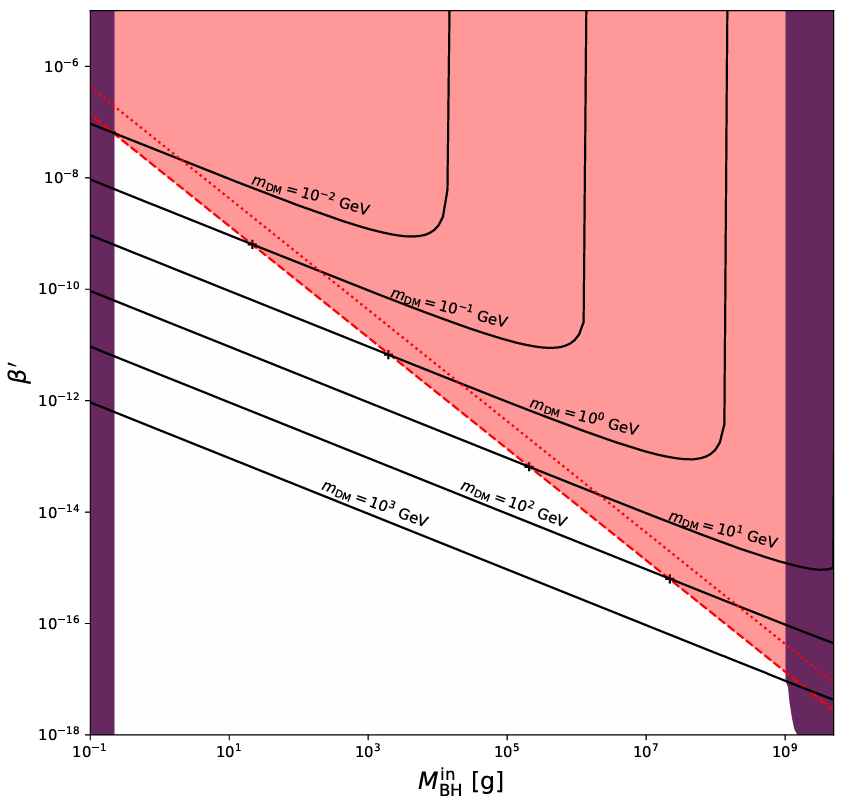 10⁻⁶
10⁻⁸
10⁻¹⁰
10⁻¹²
10⁻¹⁴
10⁻¹⁶
10⁻¹⁸
β′
m_DM = 10⁻² GeV
m_DM = 10⁻¹ GeV
m_DM = 10⁰ GeV
m_DM = 10¹ GeV
m_DM = 10² GeV
m_DM = 10³ GeV
10⁻¹ 10¹ 10³ 10⁵ 10⁷ 10⁹
M_BH^in [g]